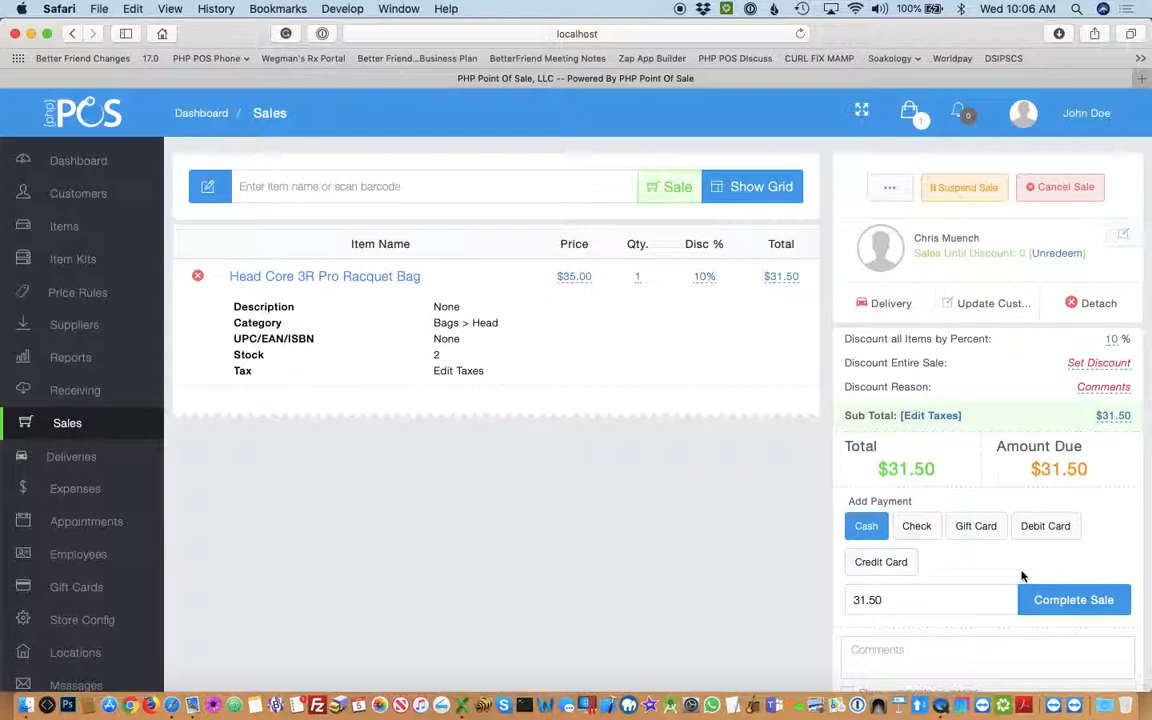 Safari File Edit View History Bookmarks Develop Window Help 100% Wed 10:06 AM
localhost
Better Friend Changes 17.0 PHP POS Phone Wegman's Rx Portal Better Friend...Business Plan BetterFriend Meeting Notes Zap App Builder PHP POS Discuss CURL FIX MAMP Soakology Worldpay DSIPSCS
PHP Point Of Sale, LLC -- Powered By PHP Point Of Sale
[php] POS Dashboard / Sales 1 0 John Doe
Dashboard
Customers
Items
Item Kits
Price Rules
Suppliers
Reports
Receiving
Sales
Deliveries
Expenses
Appointments
Employees
Gift Cards
Store Config
Locations
Messages
Enter item name or scan barcode Sale Show Grid
Item Name Price Qty. Disc % Total
Head Core 3R Pro Racquet Bag $35.00 1 10% $31.50
Description None
Category Bags > Head
UPC/EAN/ISBN None
Stock 2
Tax Edit Taxes
... Suspend Sale Cancel Sale
Chris Muench
Sales Until Discount: 0 [Unredeem]
Delivery Update Cust... Detach
Discount all Items by Percent: 10 %
Discount Entire Sale: Set Discount
Discount Reason: Comments
Sub Total: [Edit Taxes] $31.50
Total Amount Due
$31.50 $31.50
Add Payment
Cash Check Gift Card Debit Card
Credit Card
31.50 Complete Sale
Comments